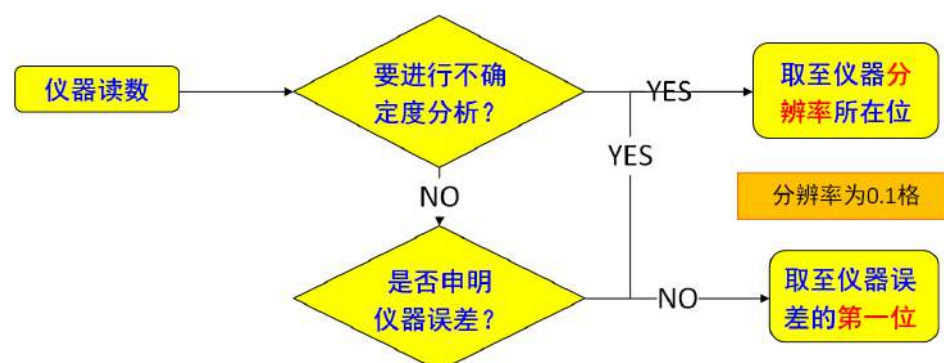 仪器读数
要进行不确
定度分析？
YES
取至仪器分
辨率所在位
YES
NO
分辨率为0.1格
是否申明
仪器误差？
NO
取至仪器误
差的第一位